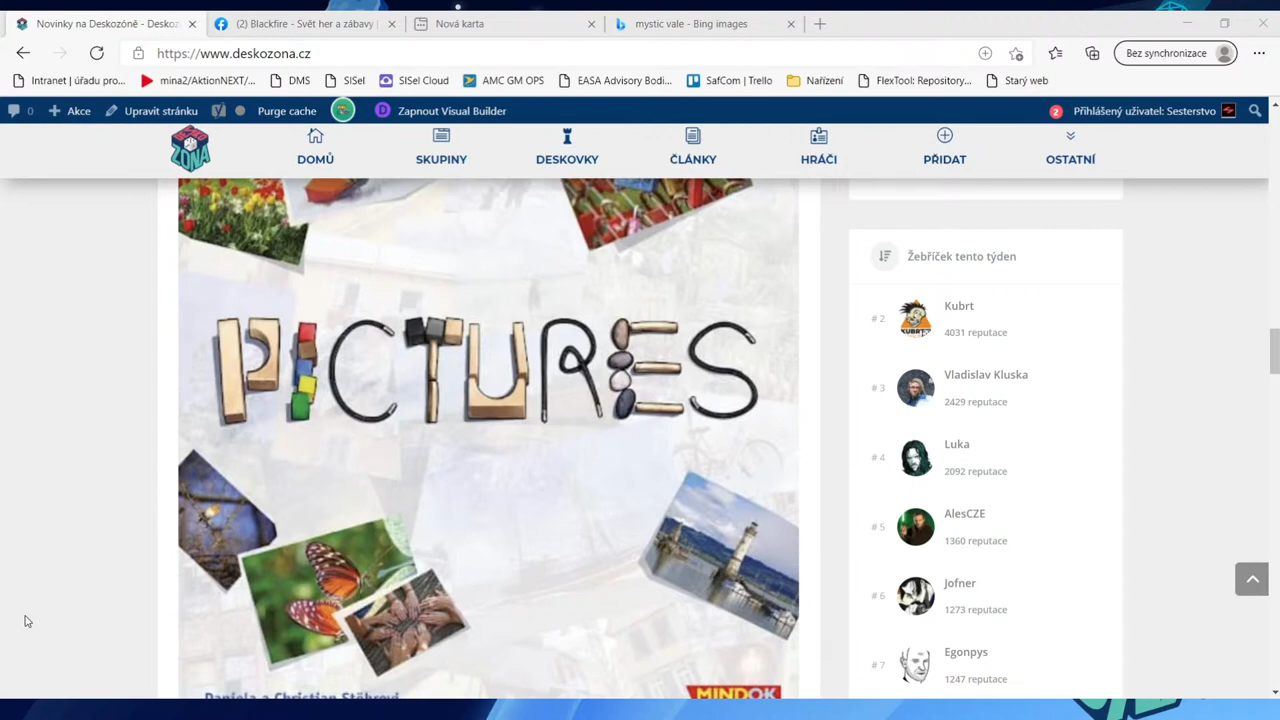 Novinky na Deskozóně - Deskoz
(2) Blackfire - Svět her a zábavy |
Nová karta
mystic vale - Bing images
https://www.deskozona.cz
Bez synchronizace
Intranet (úřadu pro...
mina2/AktionNEXT/...
DMS
SISel
SISel Cloud
AMC GM OPS
EASA Advisory Bodi...
SafCom | Trello
Nařízení
FlexTool: Repository...
Starý web
0
Akce
Upravit stránku
Purge cache
Zapnout Visual Builder
2
Přihlášený uživatel: Sesterstvo
ZONA
DOMŮ
SKUPINY
DESKOVKY
ČLÁNKY
HRÁČI
PŘIDAT
OSTATNÍ
PICTURES
Daniela a Christian Stöhrovi
MINDOK
Žebříček tento týden
# 2
Kubrt
4031 reputace
# 3
Vladislav Kluska
2429 reputace
# 4
Luka
2092 reputace
# 5
AlesCZE
1360 reputace
# 6
Jofner
1273 reputace
# 7
Egonpys
1247 reputace